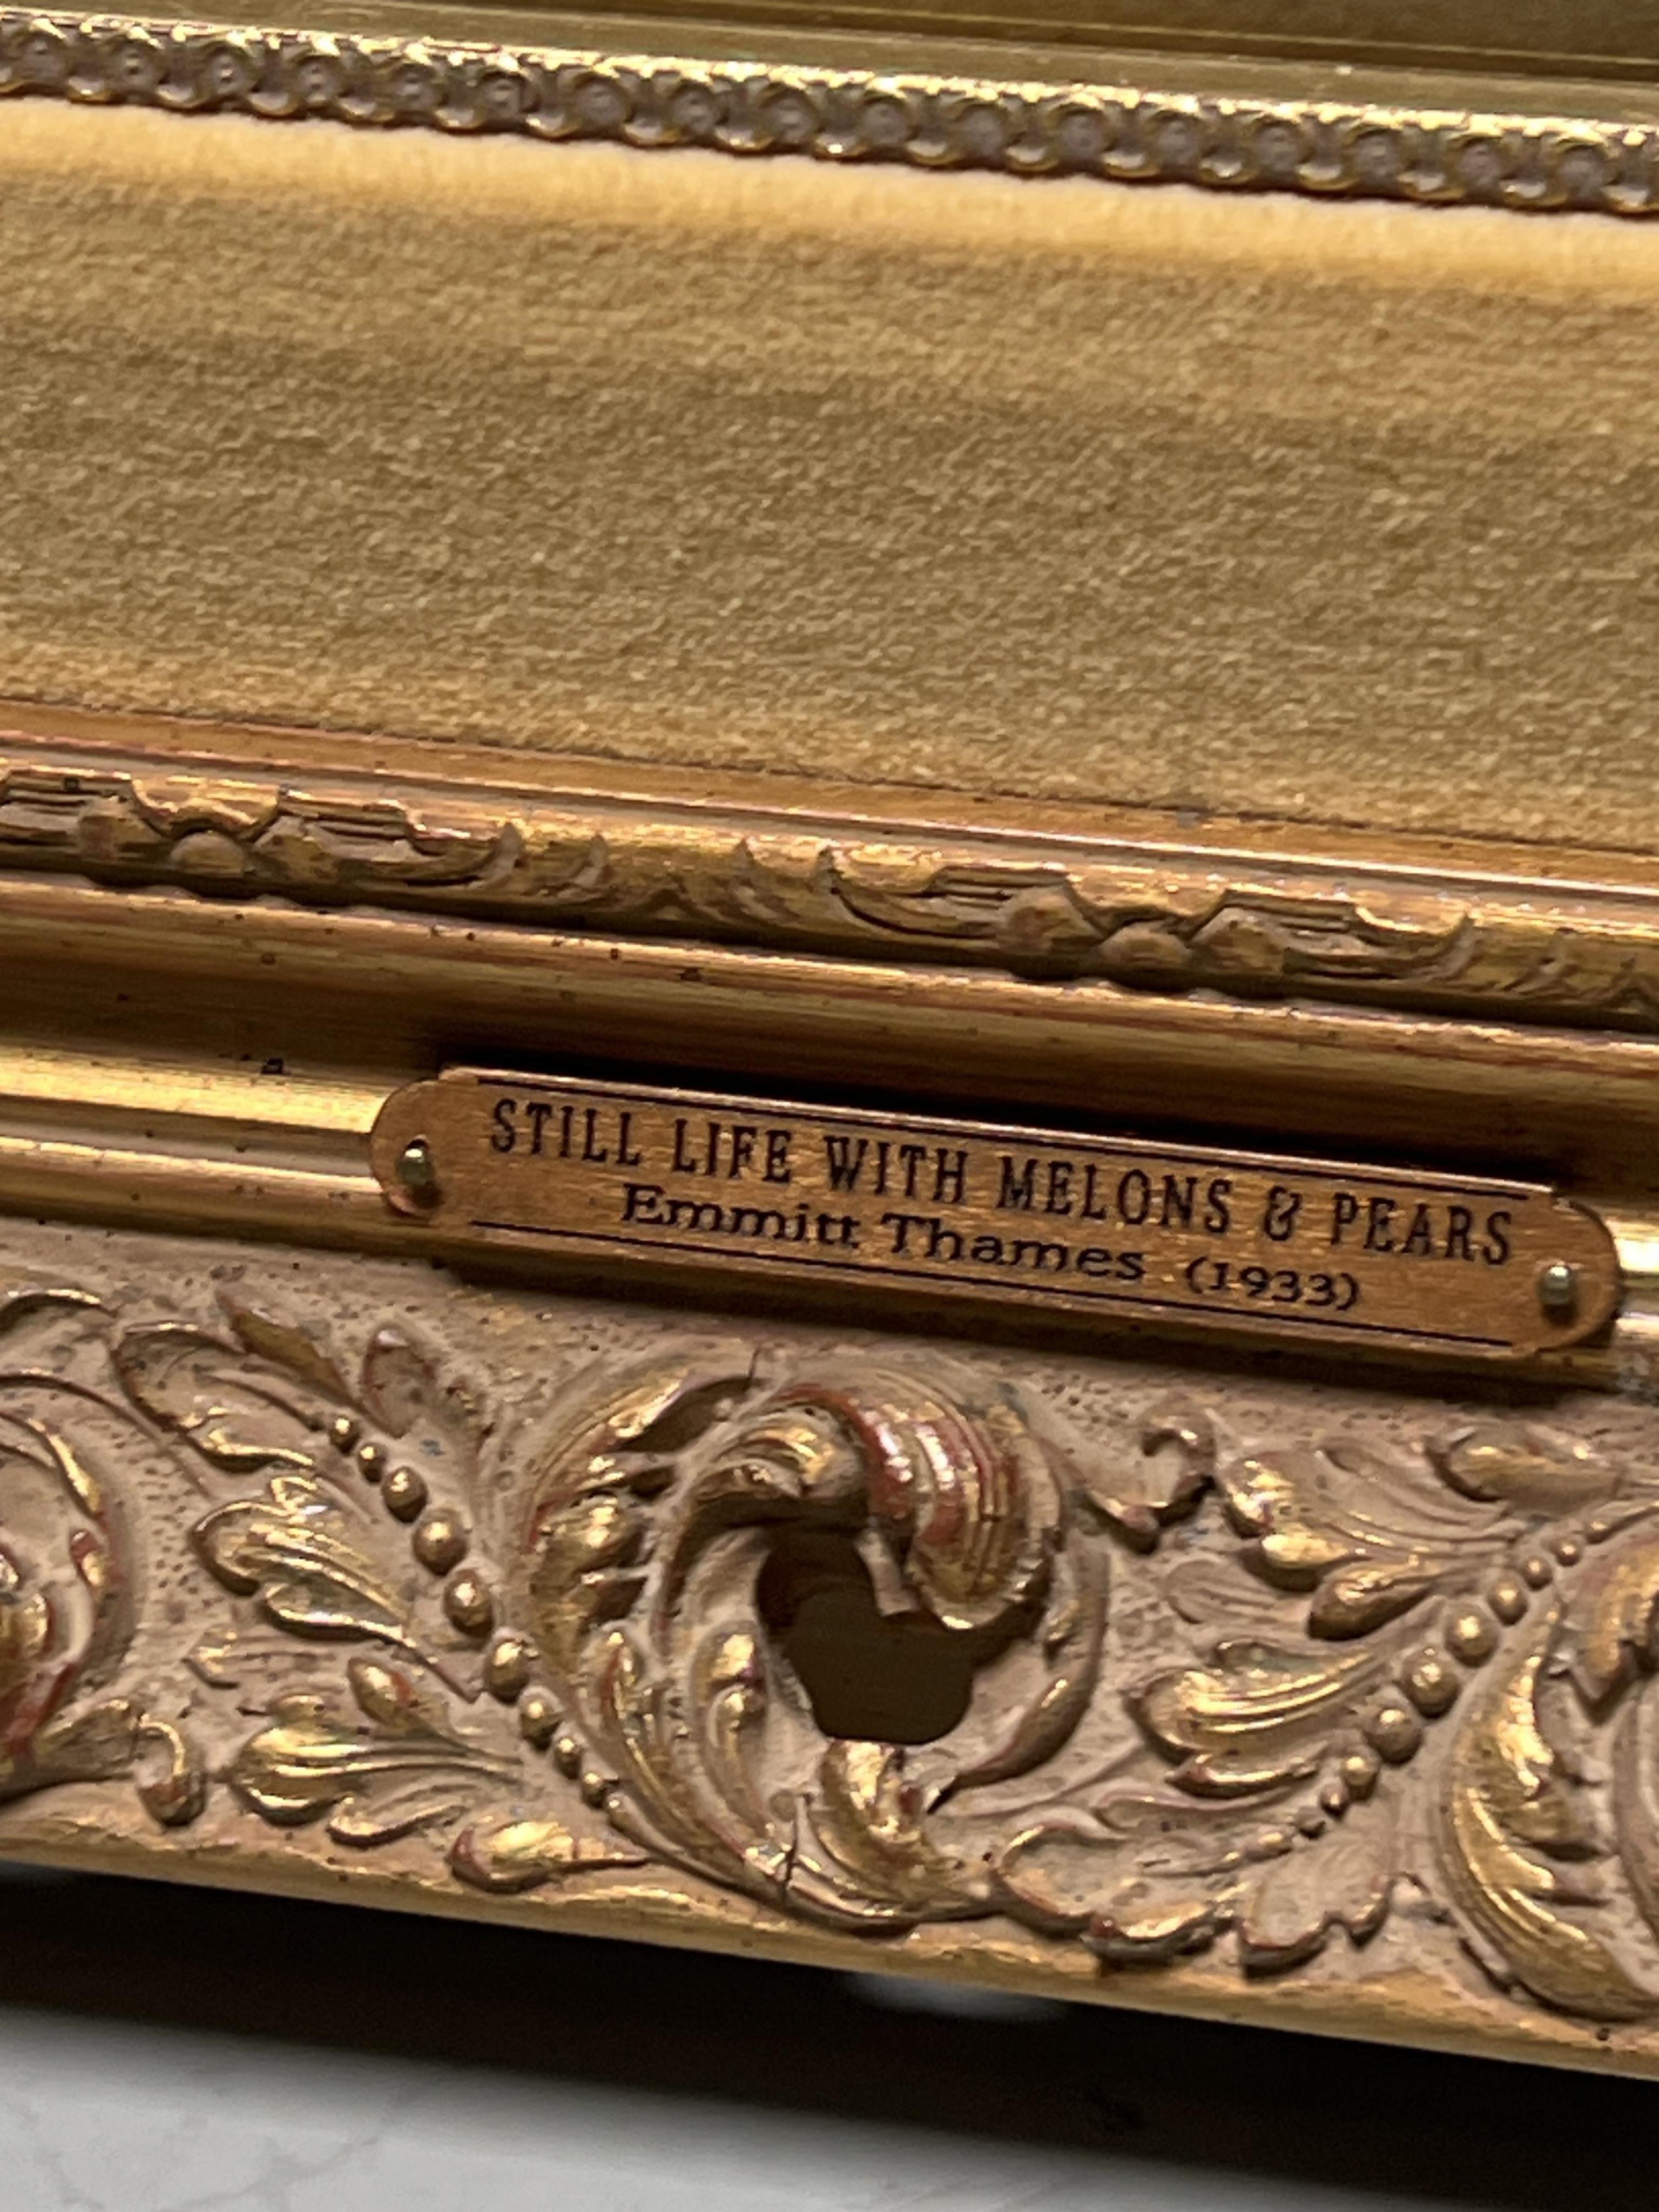 STILL LIFE WITH MELONS & PEARS
Emmitt Thames (1933)